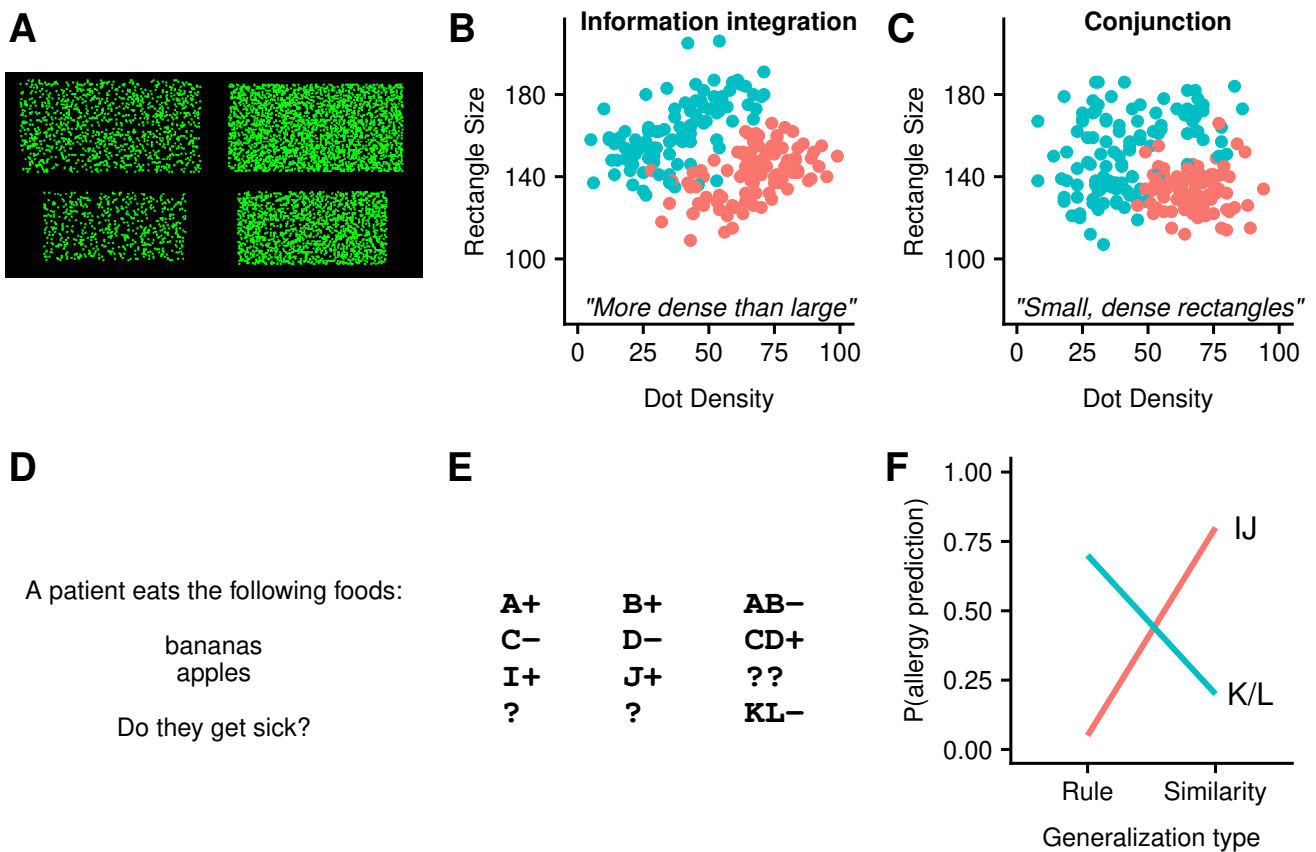 A
B
Information integration
Rectangle Size
180
140
100
"More dense than large"
0 25 50 75 100
Dot Density
C
Conjunction
Rectangle Size
180
140
100
"Small, dense rectangles"
0 25 50 75 100
Dot Density
D
A patient eats the following foods:
bananas
apples
Do they get sick?
E
A+ B+ AB−
C− D− CD+
I+ J+ ??
? ? KL−
F
P(allergy prediction)
1.00
0.75
0.50
0.25
0.00
IJ
K/L
Rule Similarity
Generalization type